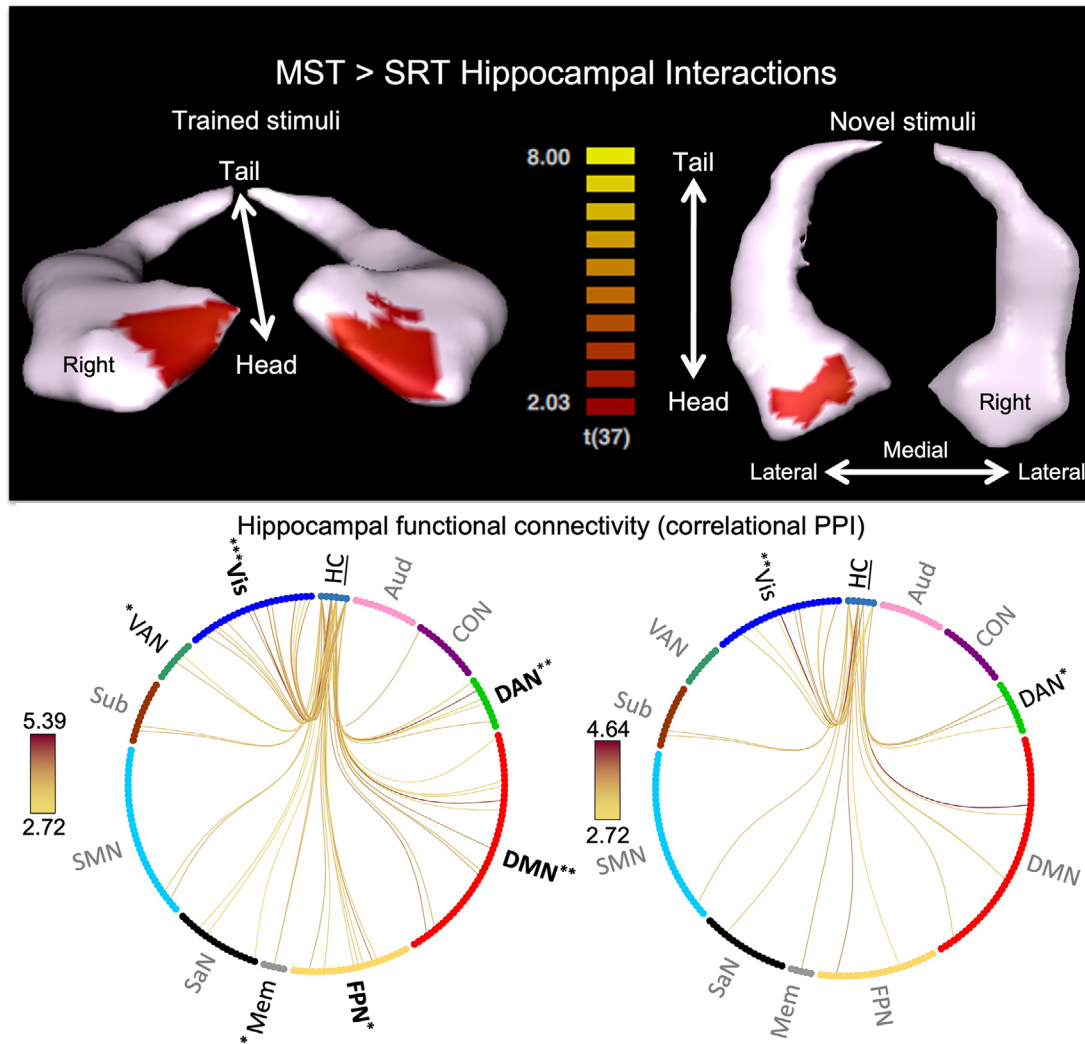 MST > SRT Hippocampal Interactions
Trained stimuli
Novel stimuli
Tail
Head
Right
8.00
2.03
t(37)
Tail
Head
Right
Medial
Lateral
Lateral
Hippocampal functional connectivity (correlational PPI)
HC
Aud
CON
DAN**
DMN**
FPN*
*Mem
SaN
SMN
Sub
*VAN
****Vis
5.39
2.72
HC
Aud
CON
DAN*
DMN
FPN
Mem
SaN
SMN
Sub
VAN
**Vis
4.64
2.72